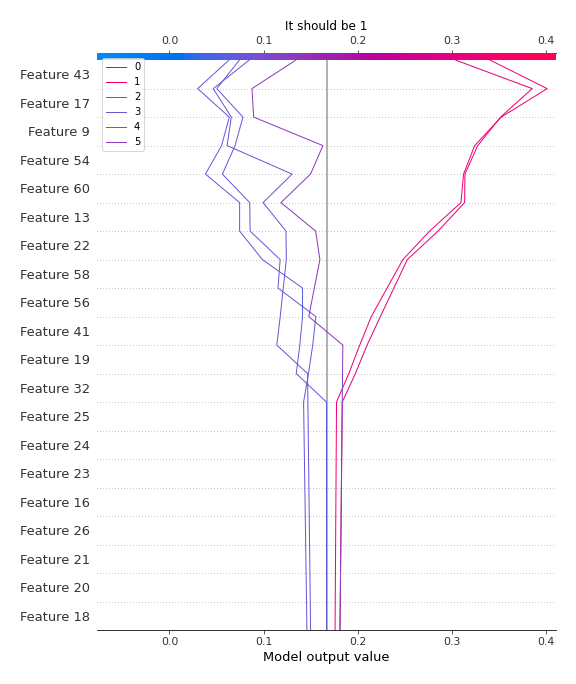 It should be 1
0.0 0.1 0.2 0.3 0.4
0
1
2
3
4
5
Feature 43
Feature 17
Feature 9
Feature 54
Feature 60
Feature 13
Feature 22
Feature 58
Feature 56
Feature 41
Feature 19
Feature 32
Feature 25
Feature 24
Feature 23
Feature 16
Feature 26
Feature 21
Feature 20
Feature 18
0.0 0.1 0.2 0.3 0.4
Model output value